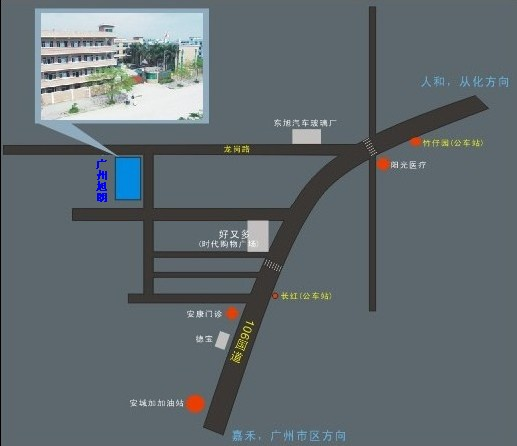 人和，从化方向
东旭汽车玻璃厂
竹仔园(公车站)
龙岗路
阳光医疗
广州旭朗
好又多
(时代购物广场)
长红(公车站)
安康门诊
106国道
德宝
安城加加油站
嘉禾，广州市区方向